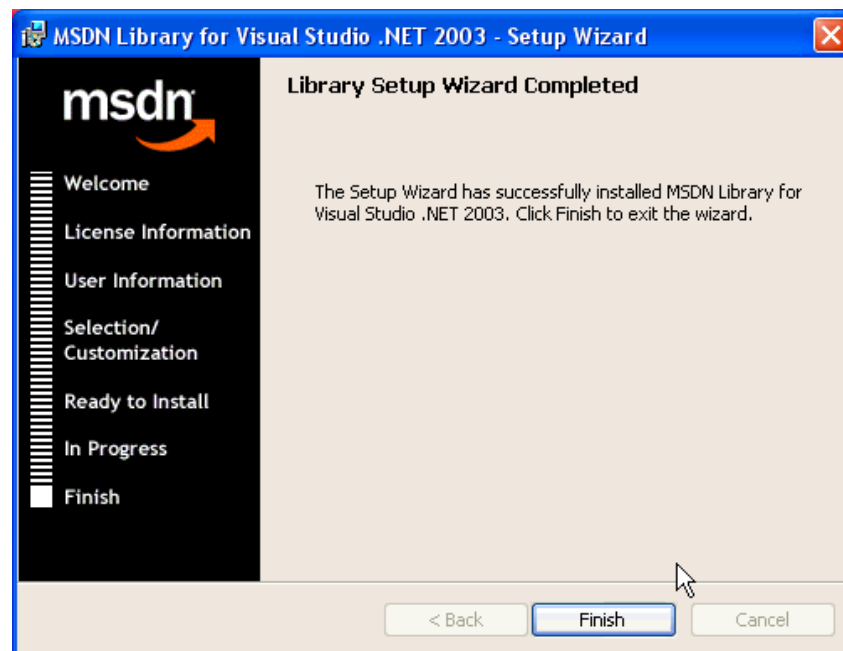 MSDN Library for Visual Studio .NET 2003 - Setup Wizard
msdn
Library Setup Wizard Completed
Welcome
License Information
User Information
Selection/
Customization
Ready to Install
In Progress
Finish
The Setup Wizard has successfully installed MSDN Library for
Visual Studio .NET 2003. Click Finish to exit the wizard.
< Back
Finish
Cancel